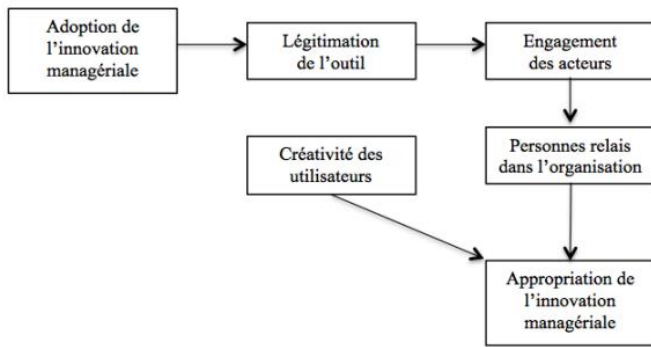 Adoption de
l'innovation
managériale
Légitimation
de l'outil
Engagement
des acteurs
Créativité des
utilisateurs
Personnes relais
dans l'organisation
Appropriation de
l'innovation
managériale